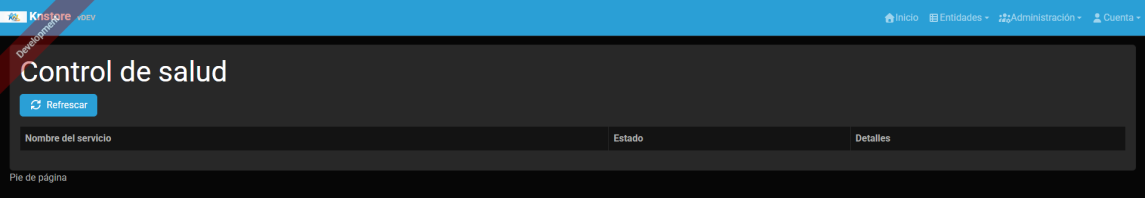 Knstore vDEV
Inicio Entidades Administración Cuenta
Development
Control de salud
Refrescar
Nombre del servicio Estado Detalles
Pie de página